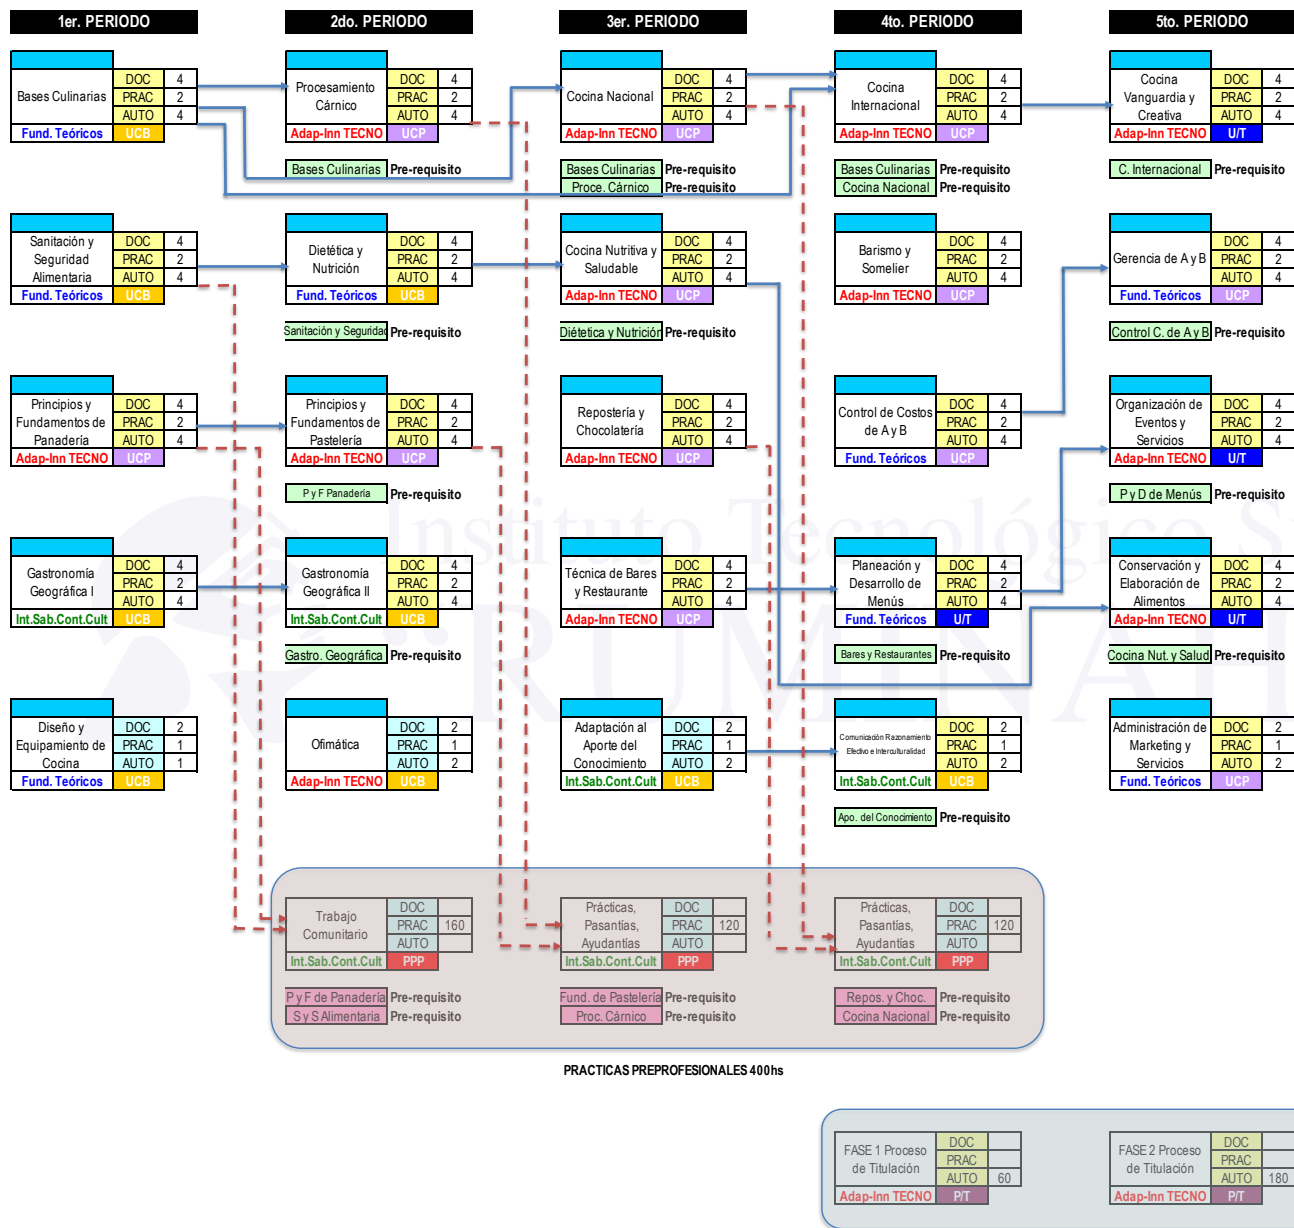 1er. PERIODO
2do. PERIODO
3er. PERIODO
4to. PERIODO
5to. PERIODO
Bases Culinarias
DOC 4
PRAC 2
AUTO 4
Fund. Teóricos UCB
Procesamiento
Cárnico
DOC 4
PRAC 2
AUTO 4
Adap-Inn TECNO UCP
Bases Culinarias Pre-requisito
Cocina Nacional
DOC 4
PRAC 2
AUTO 4
Adap-Inn TECNO UCP
Bases Culinarias Pre-requisito
Proce. Cárnico Pre-requisito
Cocina
Internacional
DOC 4
PRAC 2
AUTO 4
Adap-Inn TECNO UCP
Bases Culinarias Pre-requisito
Cocina Nacional Pre-requisito
Cocina
Vanguardia y
Creativa
DOC 4
PRAC 2
AUTO 4
Adap-Inn TECNO U/T
C. Internacional Pre-requisito
Sanitación y
Seguridad
Alimentaria
DOC 4
PRAC 2
AUTO 4
Fund. Teóricos UCB
Dietética y
Nutrición
DOC 4
PRAC 2
AUTO 4
Fund. Teóricos UCB
Sanitación y Seguridad Pre-requisito
Cocina Nutritiva y
Saludable
DOC 4
PRAC 2
AUTO 4
Adap-Inn TECNO UCP
Diétetica y Nutrición Pre-requisito
Barismo y
Somelier
DOC 4
PRAC 2
AUTO 4
Adap-Inn TECNO UCP
Gerencia de A y B
DOC 4
PRAC 2
AUTO 4
Fund. Teóricos UCP
Control C. de A y B Pre-requisito
Principios y
Fundamentos de
Panadería
DOC 4
PRAC 2
AUTO 4
Adap-Inn TECNO UCP
Principios y
Fundamentos de
Pastelería
DOC 4
PRAC 2
AUTO 4
Adap-Inn TECNO UCP
P y F Panadería Pre-requisito
Repostería y
Chocolatería
DOC 4
PRAC 2
AUTO 4
Adap-Inn TECNO UCP
Control de Costos
de A y B
DOC 4
PRAC 2
AUTO 4
Fund. Teóricos UCP
Organización de
Eventos y
Servicios
DOC 4
PRAC 2
AUTO 4
Adap-Inn TECNO U/T
P y D de Menús Pre-requisito
Instituto Tecnológico Su
RUMIÑAH
Gastronomía
Geográfica I
DOC 4
PRAC 2
AUTO 4
Int.Sab.Cont.Cult UCB
Gastronomía
Geográfica II
DOC 4
PRAC 2
AUTO 4
Int.Sab.Cont.Cult UCB
Gastro. Geográfica Pre-requisito
Técnica de Bares
y Restaurante
DOC 4
PRAC 2
AUTO 4
Adap-Inn TECNO UCP
Planeación y
Desarrollo de
Menús
DOC 4
PRAC 2
AUTO 4
Fund. Teóricos U/T
Bares y Restaurantes Pre-requisito
Conservación y
Elaboración de
Alimentos
DOC 4
PRAC 2
AUTO 4
Adap-Inn TECNO U/T
Cocina Nut. y Salud Pre-requisito
Diseño y
Equipamiento de
Cocina
DOC 2
PRAC 1
AUTO 1
Fund. Teóricos UCB
Ofimática
DOC 2
PRAC 1
AUTO 2
Adap-Inn TECNO UCB
Adaptación al
Aporte del
Conocimiento
DOC 2
PRAC 1
AUTO 2
Int.Sab.Cont.Cult UCB
Comunicación Razonamiento
Efectivo e Interculturalidad
DOC 2
PRAC 1
AUTO 2
Int.Sab.Cont.Cult UCB
Apo. del Conocimiento Pre-requisito
Administración de
Marketing y
Servicios
DOC 2
PRAC 1
AUTO 2
Fund. Teóricos UCP
Trabajo
Comunitario
DOC
PRAC 160
AUTO
Int.Sab.Cont.Cult PPP
P y F de Panadería Pre-requisito
S y S Alimentaria Pre-requisito
Prácticas,
Pasantías,
Ayudantías
DOC
PRAC 120
AUTO
Int.Sab.Cont.Cult PPP
Fund. de Pastelería Pre-requisito
Proc. Cárnico Pre-requisito
Prácticas,
Pasantías,
Ayudantías
DOC
PRAC 120
AUTO
Int.Sab.Cont.Cult PPP
Repos. y Choc. Pre-requisito
Cocina Nacional Pre-requisito
PRACTICAS PREPROFESIONALES 400hs
FASE 1 Proceso
de Titulación
DOC
PRAC
AUTO 60
Adap-Inn TECNO P/T
FASE 2 Proceso
de Titulación
DOC
PRAC
AUTO 180
Adap-Inn TECNO P/T